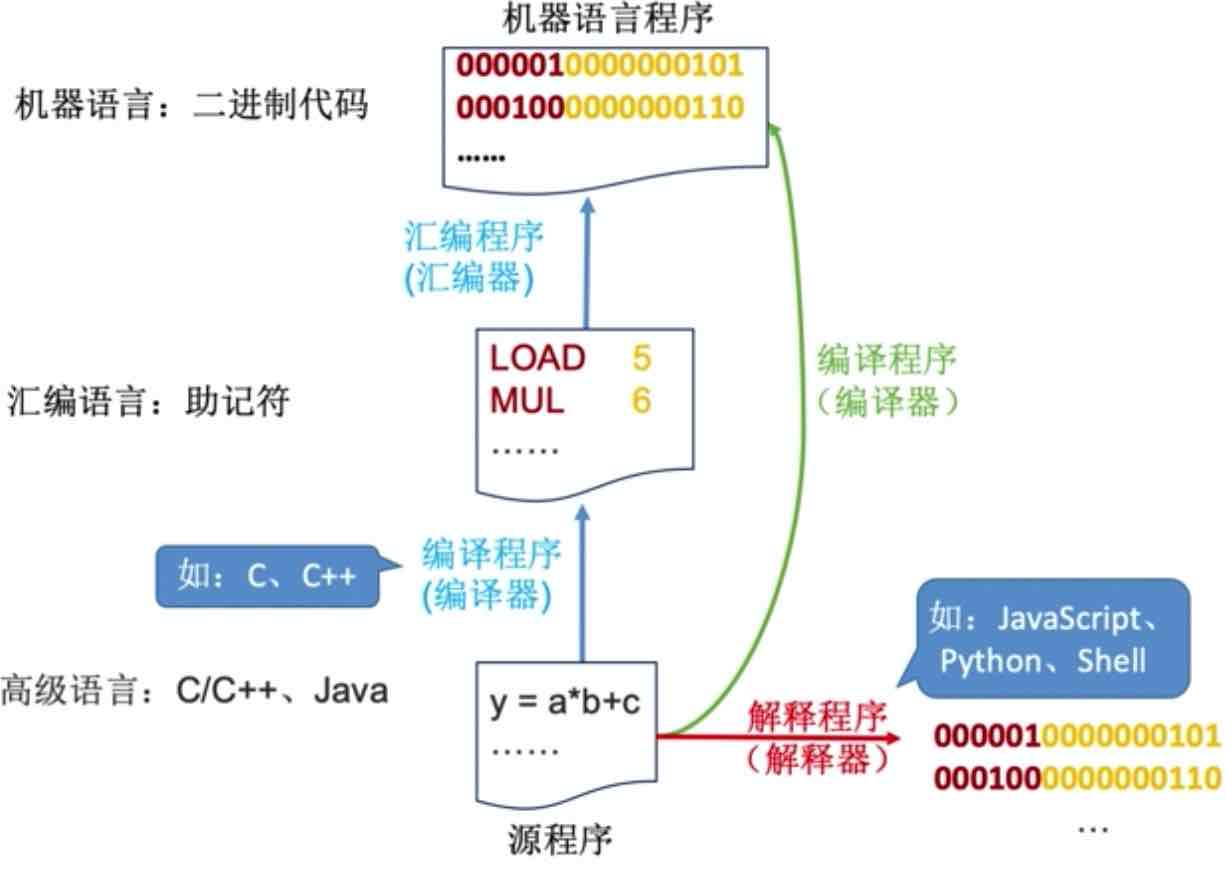 机器语言程序
机器语言：二进制代码
0000010000000101
0001000000000110
......
汇编程序
(汇编器)
汇编语言：助记符
LOAD 5
MUL 6
......
编译程序
（编译器）
如：C、C++
编译程序
(编译器)
如：JavaScript、
Python、Shell
高级语言：C/C++、Java
y = a*b+c
......
解释程序
（解释器）
0000010000000101
0001000000000110
...
源程序